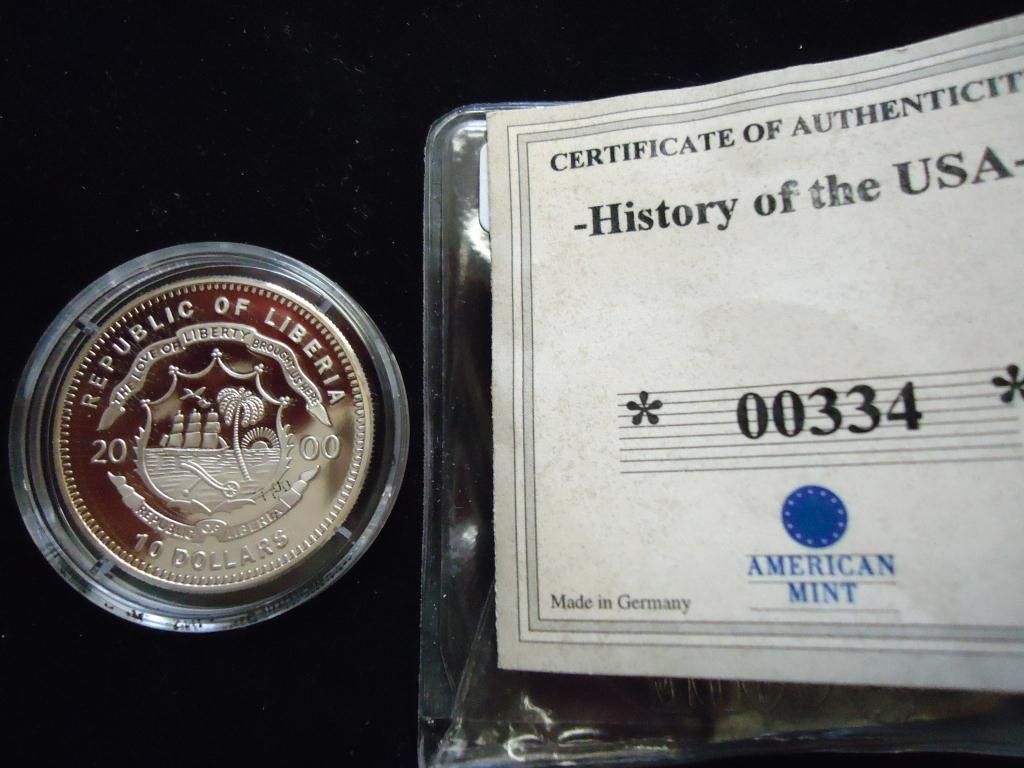 REPUBLIC OF LIBERIA
THE LOVE OF LIBERTY BROUGHT US HERE
20 00
REPUBLIC OF LIBERIA
10 DOLLARS
CERTIFICATE OF AUTHENTICIT
-History of the USA-
* 00334 *
AMERICAN
MINT
Made in Germany